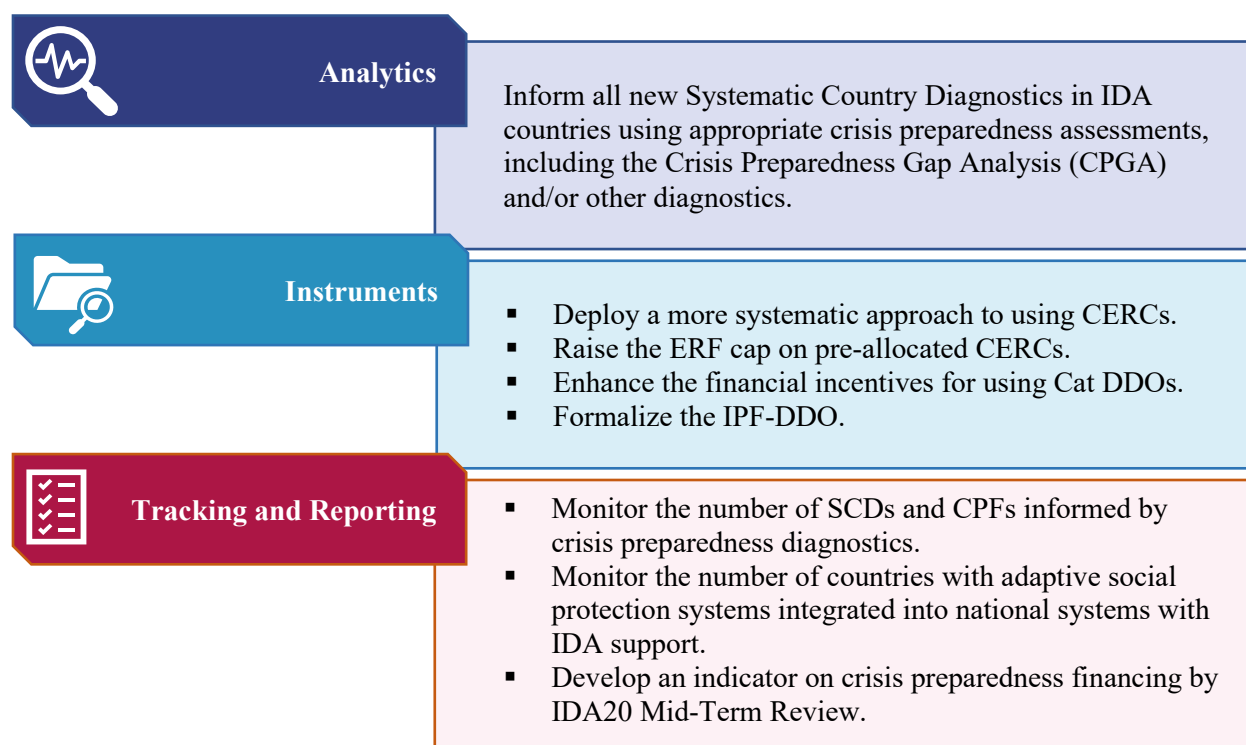 Analytics
Inform all new Systematic Country Diagnostics in IDA
countries using appropriate crisis preparedness assessments,
including the Crisis Preparedness Gap Analysis (CPGA)
and/or other diagnostics.
Instruments
▪ Deploy a more systematic approach to using CERCs.
▪ Raise the ERF cap on pre-allocated CERCs.
▪ Enhance the financial incentives for using Cat DDOs.
▪ Formalize the IPF-DDO.
Tracking and Reporting
▪ Monitor the number of SCDs and CPFs informed by
crisis preparedness diagnostics.
▪ Monitor the number of countries with adaptive social
protection systems integrated into national systems with
IDA support.
▪ Develop an indicator on crisis preparedness financing by
IDA20 Mid-Term Review.